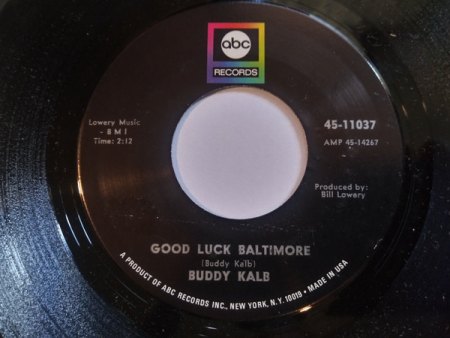 abc
RECORDS
Lowery Music
- BMI
Time: 2:12
45-11037
AMP 45-14267
Produced by:
Bill Lowery
GOOD LUCK BALTIMORE
(Buddy Kalb)
BUDDY KALB
A PRODUCT OF ABC RECORDS INC., NEW YORK, N.Y. 10019 • MADE IN USA